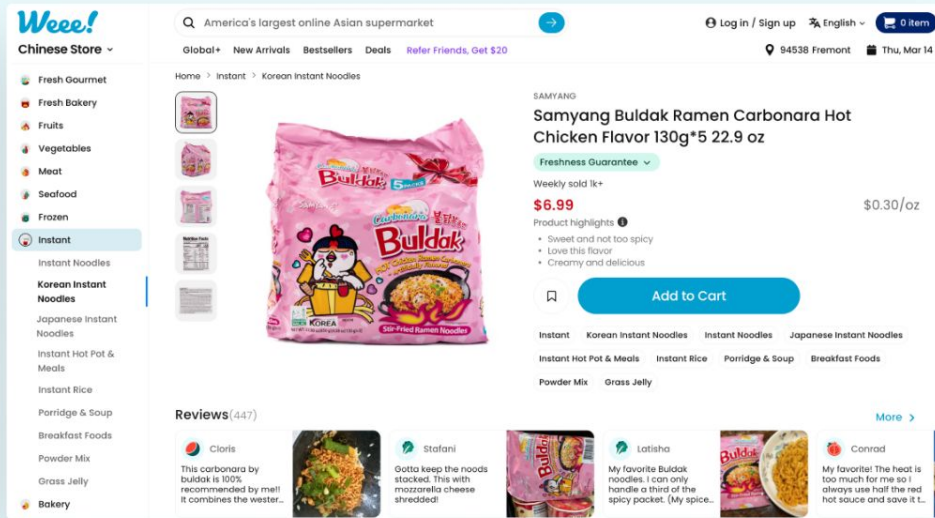 Weee!
America's largest online Asian supermarket
Log in / Sign up
English
0 item
Chinese Store
Global+ New Arrivals Bestsellers Deals Refer Friends, Get $20
94538 Fremont
Thu, Mar 14
Fresh Gourmet
Fresh Bakery
Fruits
Vegetables
Meat
Seafood
Frozen
Instant
Instant Noodles
Korean Instant
Noodles
Japanese Instant
Noodles
Instant Hot Pot &
Meals
Instant Rice
Porridge & Soup
Breakfast Foods
Powder Mix
Grass Jelly
Bakery
Home > Instant > Korean Instant Noodles
Buldak
5
Carbonara
불닭
Buldak
KOREA
Stir-Fried Ramen Noodles
SAMYANG
Samyang Buldak Ramen Carbonara Hot
Chicken Flavor 130g*5 22.9 oz
Freshness Guarantee
Weekly sold 1k+
$6.99
$0.30/oz
Product highlights
• Sweet and not too spicy
• Love this flavor
• Creamy and delicious
Add to Cart
Instant Korean Instant Noodles Instant Noodles Japanese Instant Noodles
Instant Hot Pot & Meals Instant Rice Porridge & Soup Breakfast Foods
Powder Mix Grass Jelly
Reviews(447)
More >
Cloris
This carbonara by
buldak is 100%
recommended by me!!
It combines the wester...
Stafani
Gotta keep the noods
stacked. This with
mozzarella cheese
shredded!
Buldak
Latisha
My favorite Buldak
noodles. I can only
handle a third of the
spicy packet. (My spice...
Buldak
Conrad
My favorite! The heat is
too much for me so I
always use half the red
hot sauce and save it t...